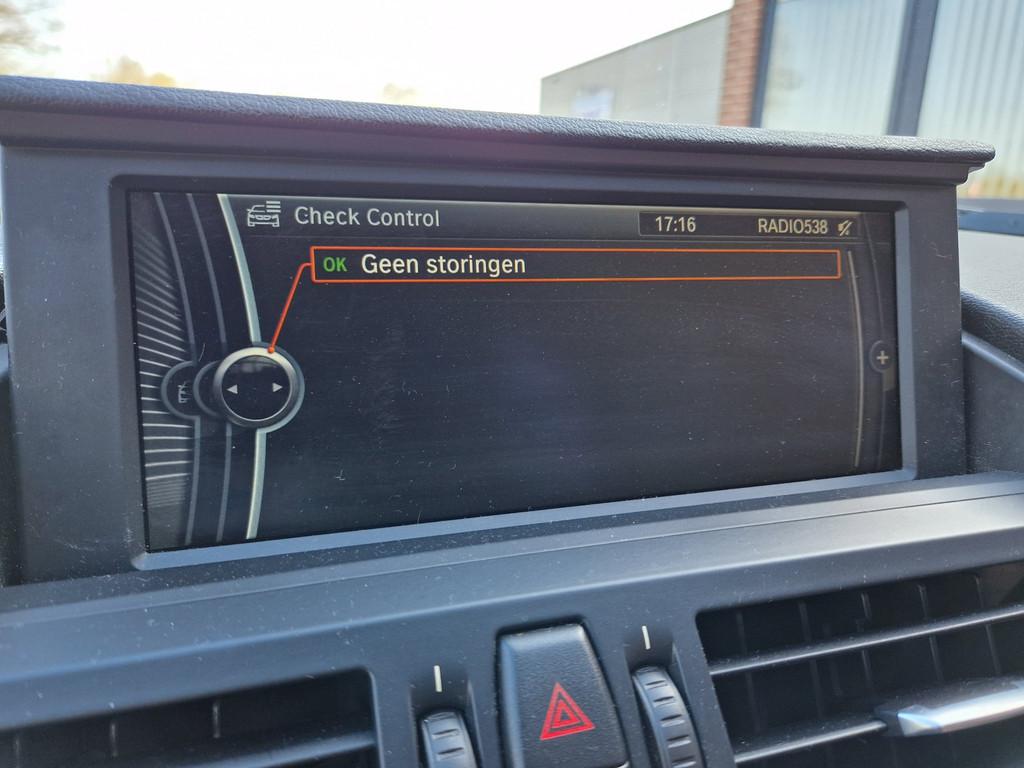 Check Control
17:16 RADIO538
OK Geen storingen